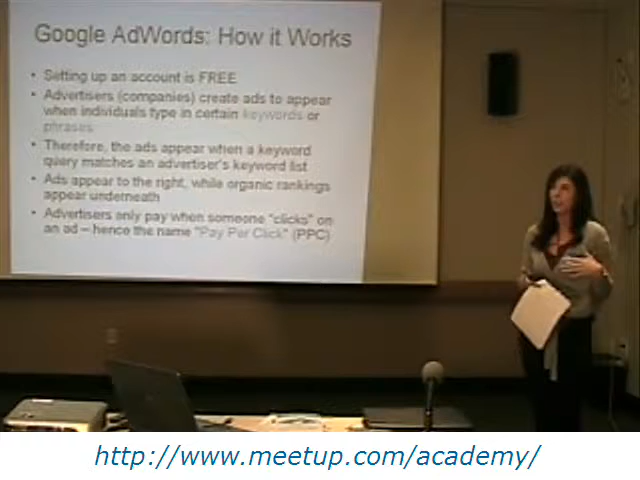 Google AdWords: How it Works
• Setting up an account is FREE
• Advertisers (companies) create ads to appear
when individuals type in certain keywords or
phrases
• Therefore, the ads appear when a keyword
query matches an advertiser's keyword list
• Ads appear to the right, while organic rankings
appear underneath
• Advertisers only pay when someone "clicks" on
an ad – hence the name "Pay Per Click" (PPC)
http://www.meetup.com/academy/